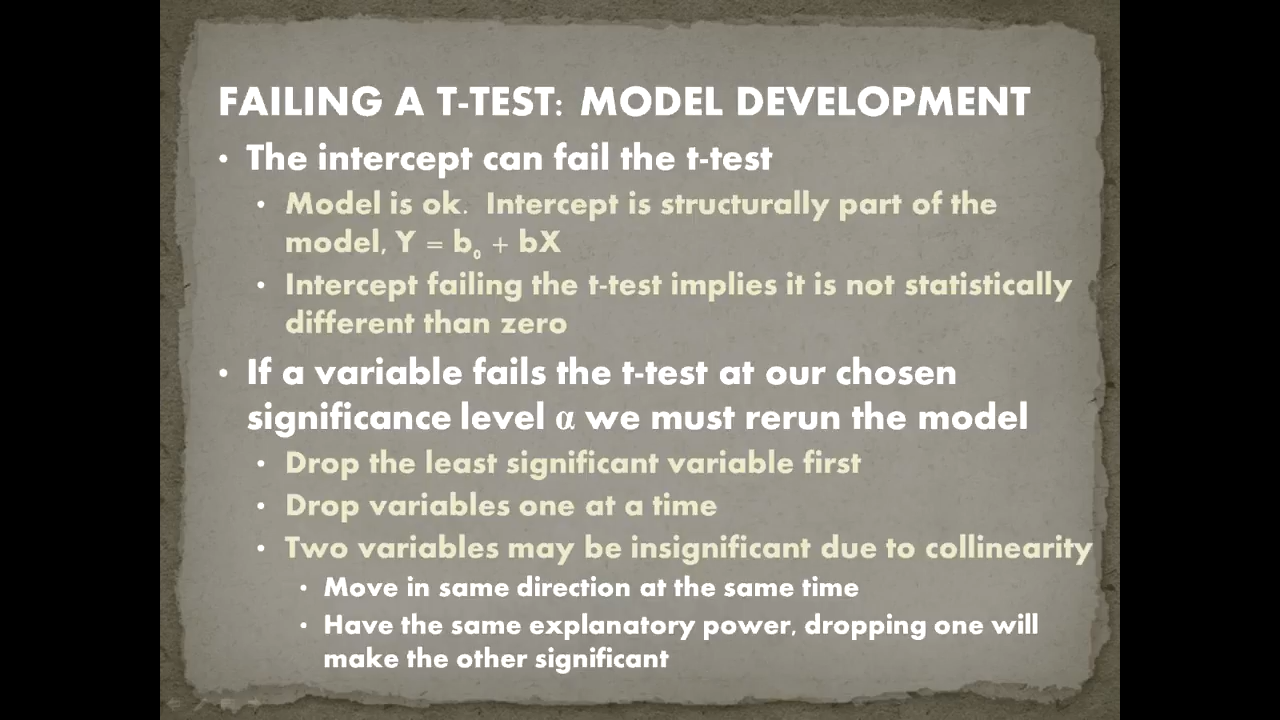 FAILING A T-TEST: MODEL DEVELOPMENT
• The intercept can fail the t-test
• Model is ok. Intercept is structurally part of the
model, Y = b₀ + bX
• Intercept failing the t-test implies it is not statistically
different than zero
• If a variable fails the t-test at our chosen
significance level α we must rerun the model
• Drop the least significant variable first
• Drop variables one at a time
• Two variables may be insignificant due to collinearity
• Move in same direction at the same time
• Have the same explanatory power, dropping one will
make the other significant